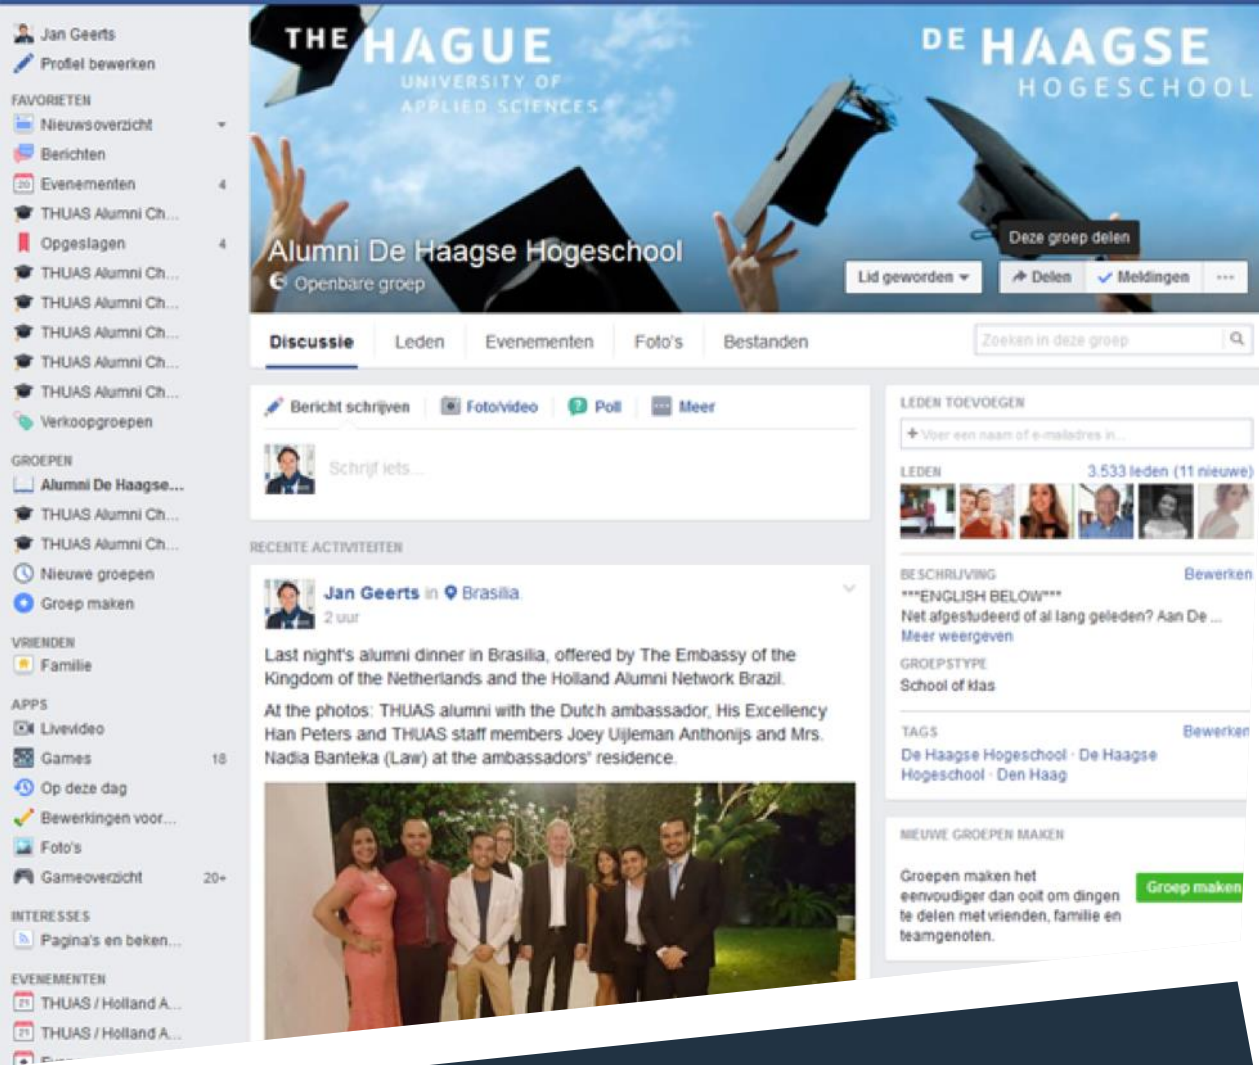 Jan Geerts
Profiel bewerken
FAVORIETEN
Nieuwsoverzicht
Berichten
Evenementen 4
THUAS Alumni Ch...
Opgeslagen 4
THUAS Alumni Ch...
THUAS Alumni Ch...
THUAS Alumni Ch...
THUAS Alumni Ch...
THUAS Alumni Ch...
Verkoopgroepen
GROEPEN
Alumni De Haagse...
THUAS Alumni Ch...
THUAS Alumni Ch...
Nieuwe groepen
Groep maken
VRIENDEN
Familie
APPS
Livevideo
Games 18
Op deze dag
Bewerkingen voor...
Foto's
Gameoverzicht 20+
INTERESSES
Pagina's en beken...
EVENEMENTEN
THUAS / Holland A...
THUAS / Holland A...
THE HAGUE
UNIVERSITY OF
APPLIED SCIENCES
DE HAAGSE
HOGESCHOOL
Alumni De Haagse Hogeschool
Openbare groep
Deze groep delen
Lid geworden
Delen
Meldingen
Discussie Leden Evenementen Foto's Bestanden
Zoeken in deze groep
Bericht schrijven Foto/video Poll Meer
Schrijf iets...
RECENTE ACTIVITEITEN
Jan Geerts in Brasilia.
2 uur
Last night's alumni dinner in Brasilia, offered by The Embassy of the
Kingdom of the Netherlands and the Holland Alumni Network Brazil.
At the photos: THUAS alumni with the Dutch ambassador, His Excellency
Han Peters and THUAS staff members Joey Uijleman Anthonijs and Mrs.
Nadia Banteka (Law) at the ambassadors' residence.
LEDEN TOEVOEGEN
+ Voer een naam of e-mailadres in...
LEDEN 3.533 leden (11 nieuwe)
BESCHRIJVING Bewerken
***ENGLISH BELOW***
Net afgestudeerd of al lang geleden? Aan De ...
Meer weergeven
GROEPSTYPE
School of klas
TAGS Bewerken
De Haagse Hogeschool · De Haagse
Hogeschool · Den Haag
NIEUWE GROEPEN MAKEN
Groepen maken het
eenvoudiger dan ooit om dingen
te delen met vrienden, familie en
teamgenoten.
Groep maken